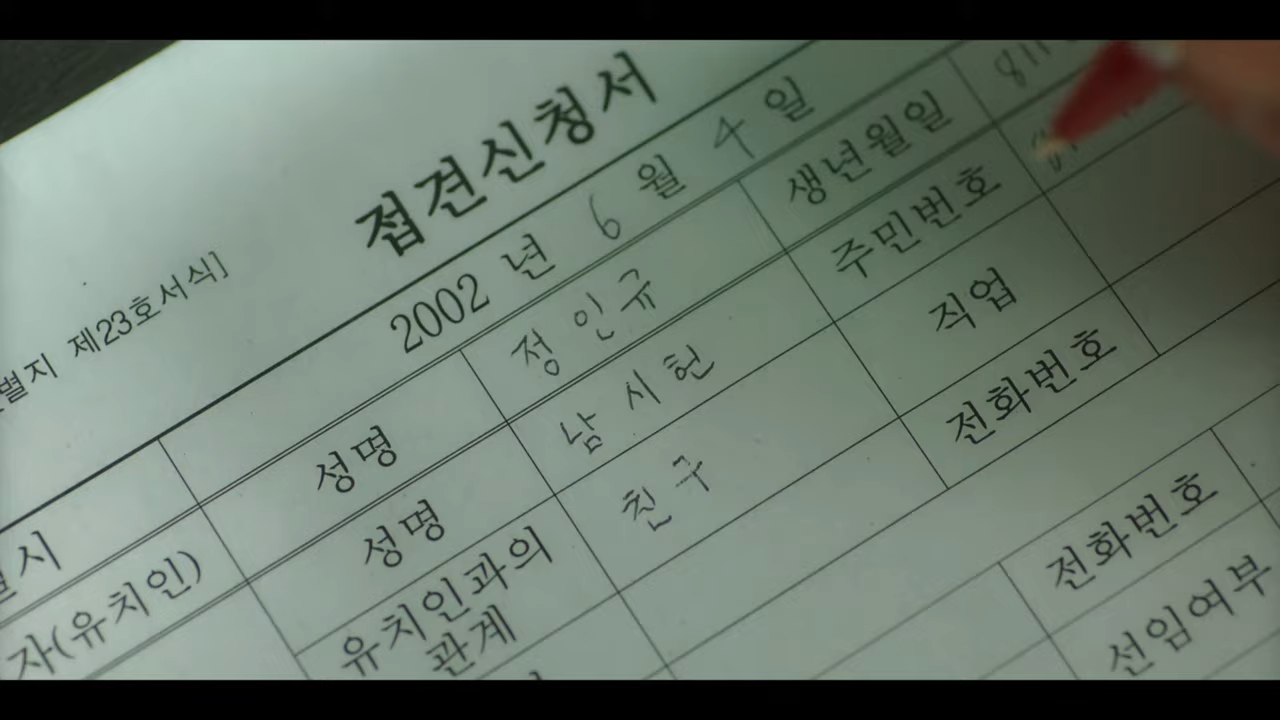 별지 제23호서식]
접견신청서
2002 년 6 월 4 일
성명 정인규 생년월일 811
자(유치인) 성명 남시헌 주민번호
유치인과의 관계 친구 직업
전화번호
전화번호
선임여부